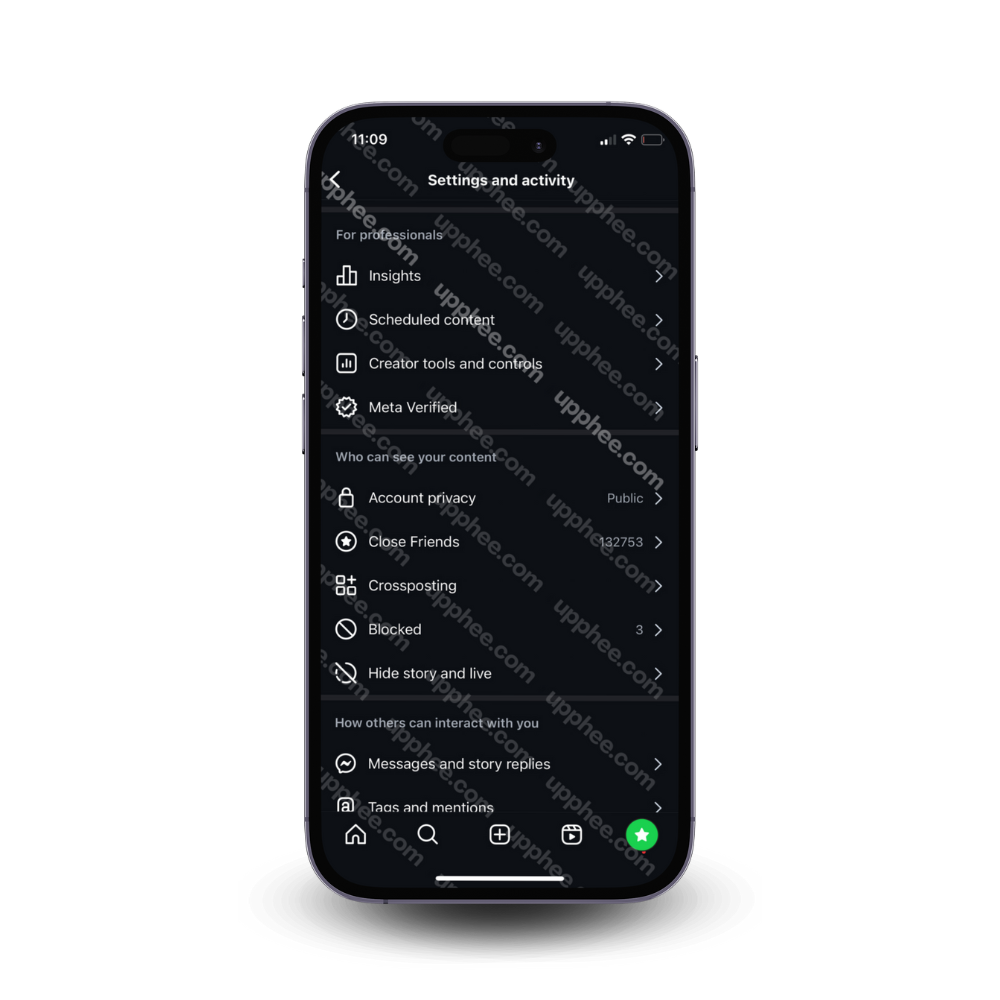 11:09
Settings and activity
For professionals
Insights
Scheduled content
Creator tools and controls
Meta Verified
Who can see your content
Account privacy Public
Close Friends 132753
Crossposting
Blocked 3
Hide story and live
How others can interact with you
Messages and story replies
Tags and mentions
upphee.com